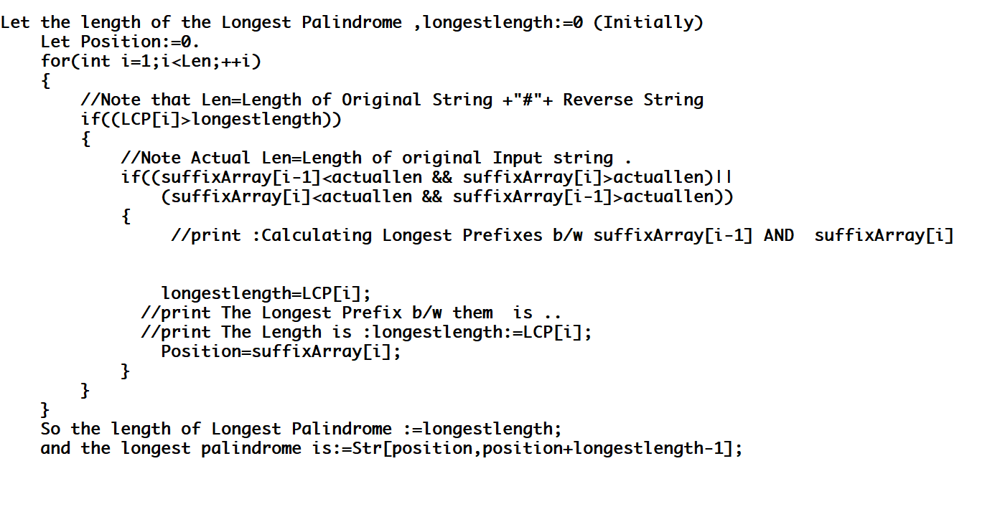 Let the length of the Longest Palindrome ,longestlength:=0 (Initially)
    Let Position:=0.
    for(int i=1;i<Len;++i)
    {
        //Note that Len=Length of Original String +"#"+ Reverse String
        if((LCP[i]>longestlength))
        {
            //Note Actual Len=Length of original Input string .
            if((suffixArray[i-1]<actuallen && suffixArray[i]>actuallen)||
                (suffixArray[i]<actuallen && suffixArray[i-1]>actuallen))
            {
                 //print :Calculating Longest Prefixes b/w suffixArray[i-1] AND  suffixArray[i]
                longestlength=LCP[i];
              //print The Longest Prefix b/w them  is ..
              //print The Length is :longestlength:=LCP[i];
                Position=suffixArray[i];
            }
        }
    }
    So the length of Longest Palindrome :=longestlength;
    and the longest palindrome is:=Str[position,position+longestlength-1];